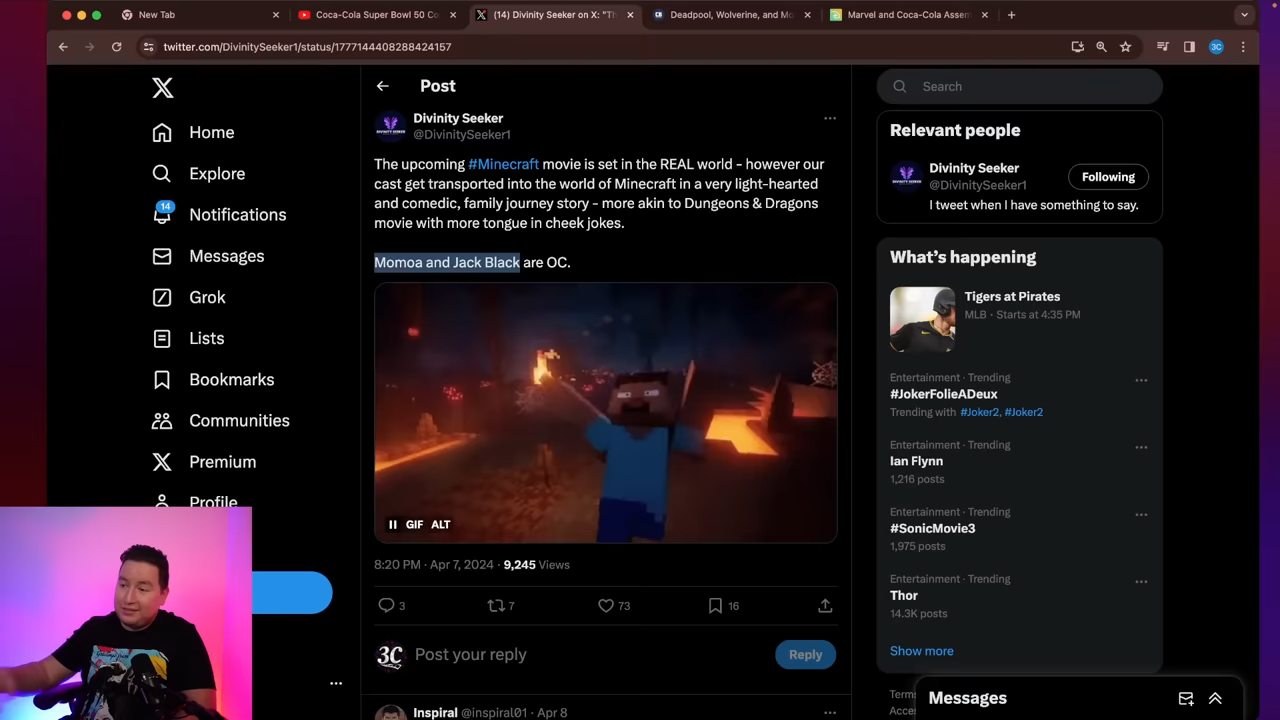 New Tab
Coca-Cola Super Bowl 50 Co
(14) Divinity Seeker on X: "Th
Deadpool, Wolverine, and Mo
Marvel and Coca-Cola Assem
twitter.com/DivinitySeeker1/status/1777144408288424157
3C
Home
Explore
14
Notifications
Messages
Grok
Lists
Bookmarks
Communities
Premium
Profile
Post
Divinity Seeker
@DivinitySeeker1
The upcoming #Minecraft movie is set in the REAL world - however our
cast get transported into the world of Minecraft in a very light-hearted
and comedic, family journey story - more akin to Dungeons & Dragons
movie with more tongue in cheek jokes.
Momoa and Jack Black are OC.
GIF ALT
8:20 PM · Apr 7, 2024 · 9,245 Views
3 7 73 16
3C
Post your reply
Reply
Inspiral @inspiral01 · Apr 8
Search
Relevant people
Divinity Seeker
@DivinitySeeker1
Following
I tweet when I have something to say.
What's happening
Tigers at Pirates
MLB · Starts at 4:35 PM
Entertainment · Trending
#JokerFolieADeux
Trending with #Joker2, #Joker2
Entertainment · Trending
Ian Flynn
1,216 posts
Entertainment · Trending
#SonicMovie3
1,975 posts
Entertainment · Trending
Thor
14.3K posts
Show more
Terms
Messages